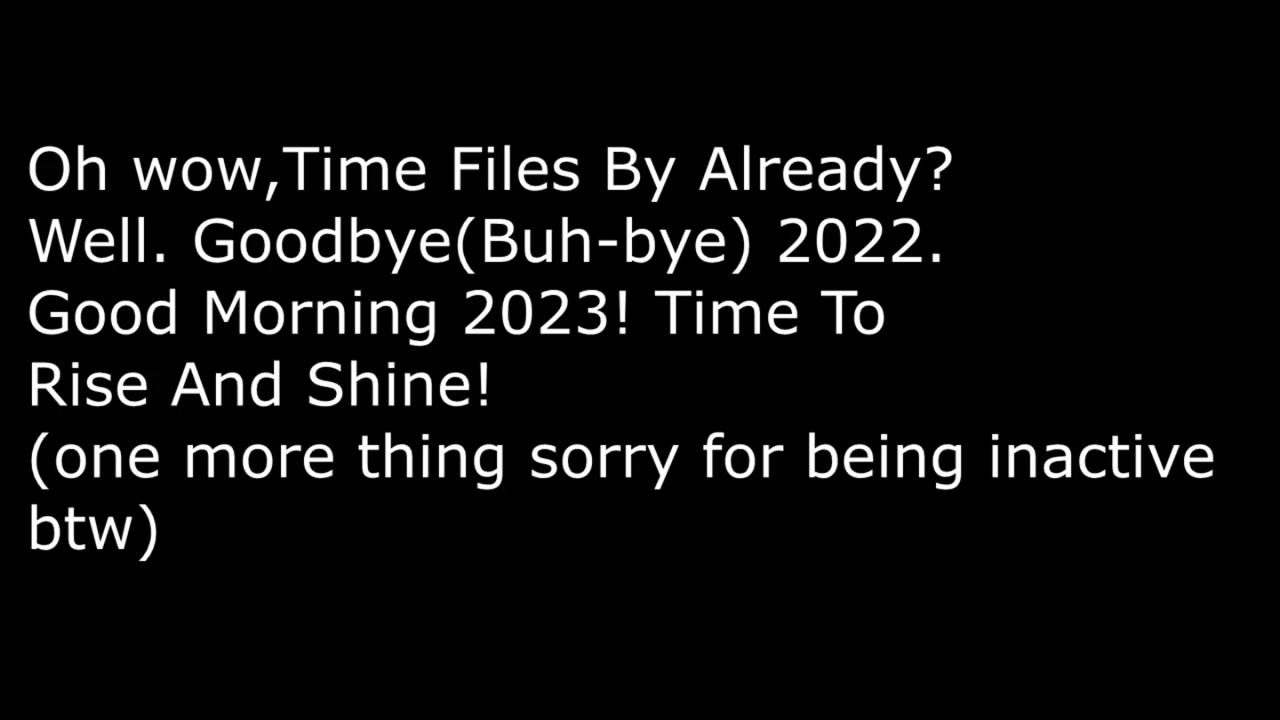 Oh wow,Time Files By Already?
Well. Goodbye(Buh-bye) 2022.
Good Morning 2023! Time To
Rise And Shine!
(one more thing sorry for being inactive
btw)